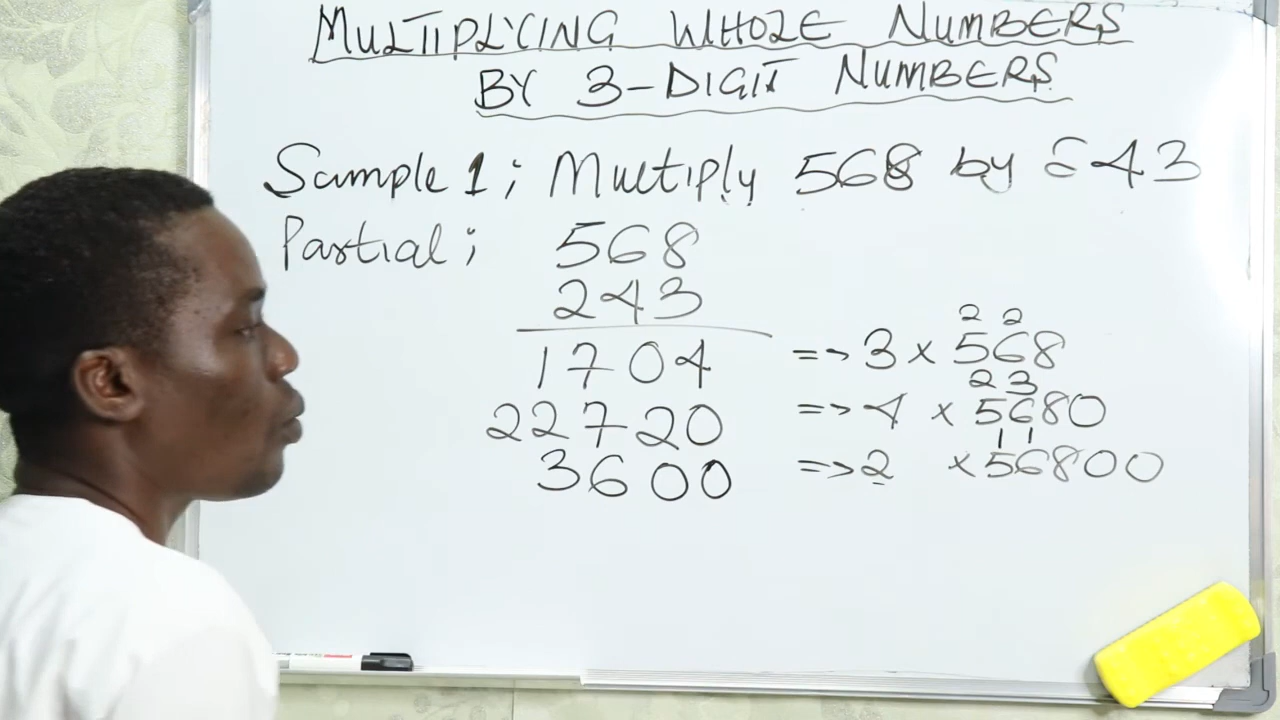 MULTIPLYING WHOLE NUMBERS
BY 3-DIGIT NUMBERS
Sample 1; Multiply 568 by 243
Partial; 568
243
2 2
1704 => 3 × 568
2 3
22720 => 4 × 5680
1 1
3600 => 2 × 56800